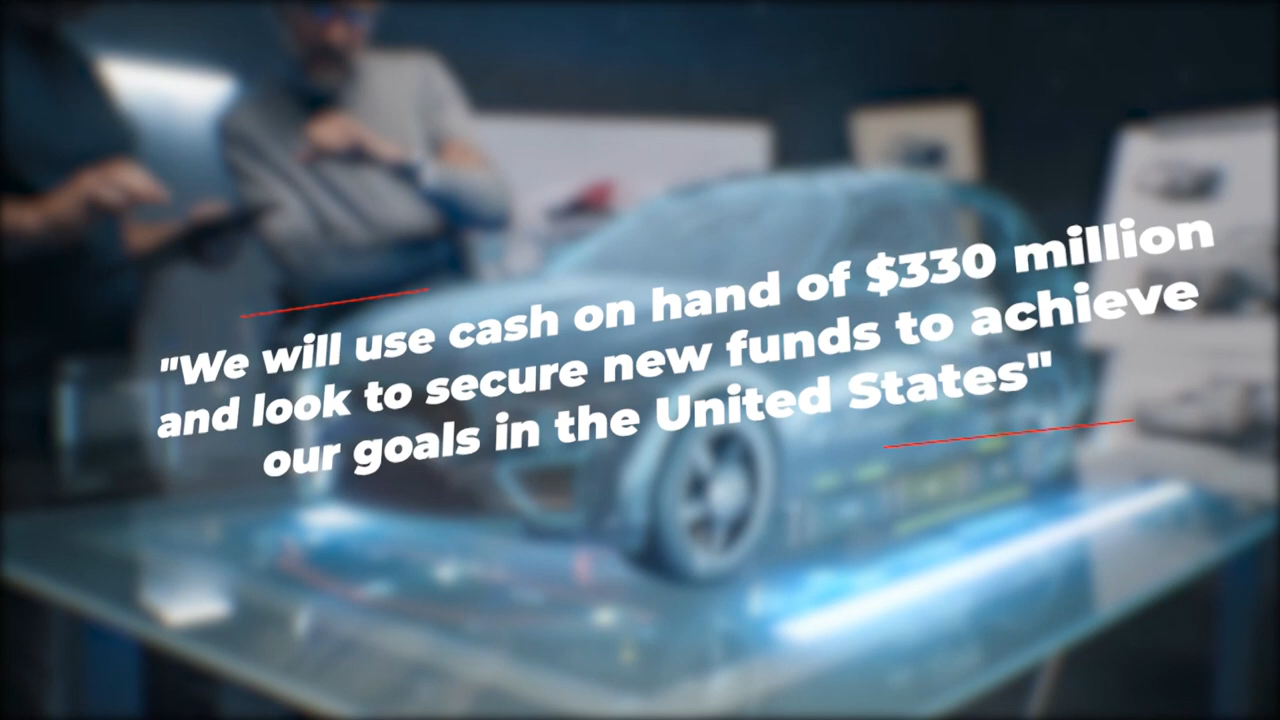 "We will use cash on hand of $330 million
and look to secure new funds to achieve
our goals in the United States"